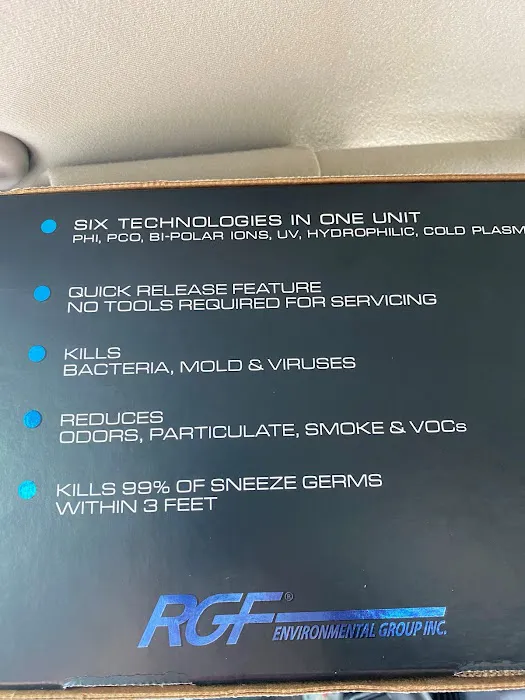 SIX TECHNOLOGIES IN ONE UNIT
PHI, PCO, BI-POLAR IONS, UV, HYDROPHILIC, COLD PLASM
QUICK RELEASE FEATURE
NO TOOLS REQUIRED FOR SERVICING
KILLS
BACTERIA, MOLD & VIRUSES
REDUCES
ODORS, PARTICULATE, SMOKE & VOCs
KILLS 99% OF SNEEZE GERMS
WITHIN 3 FEET
RGF®
ENVIRONMENTAL GROUP INC.